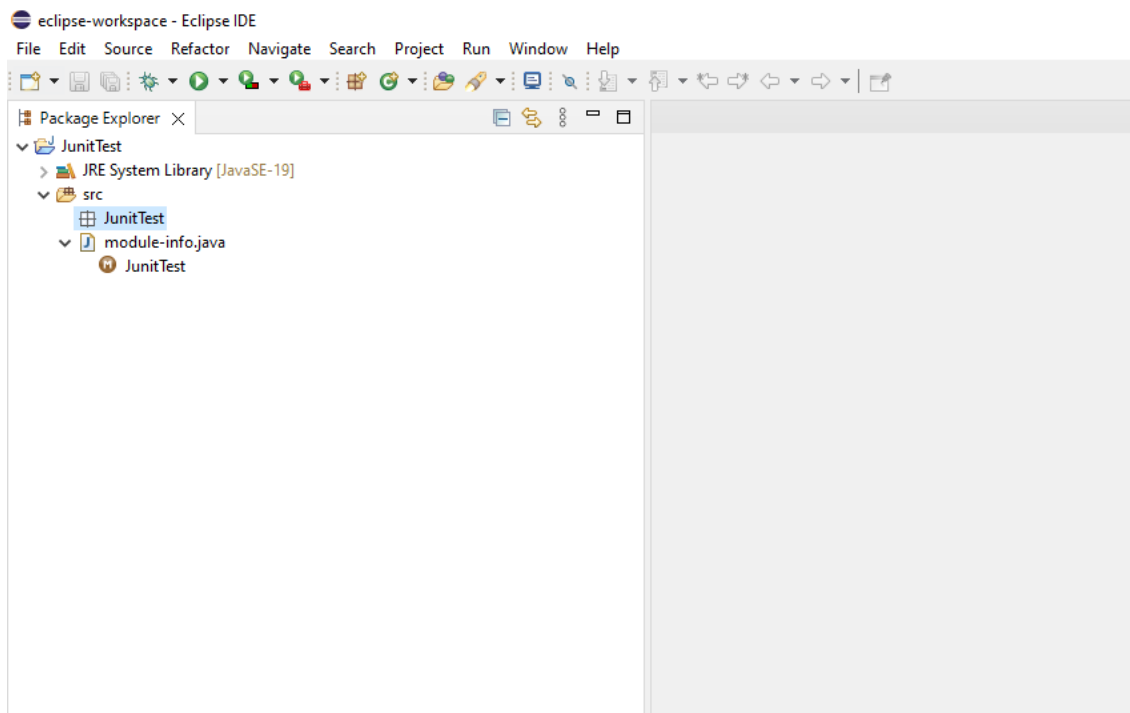 eclipse-workspace - Eclipse IDE
File Edit Source Refactor Navigate Search Project Run Window Help
Package Explorer
JunitTest
JRE System Library [JavaSE-19]
src
JunitTest
module-info.java
JunitTest